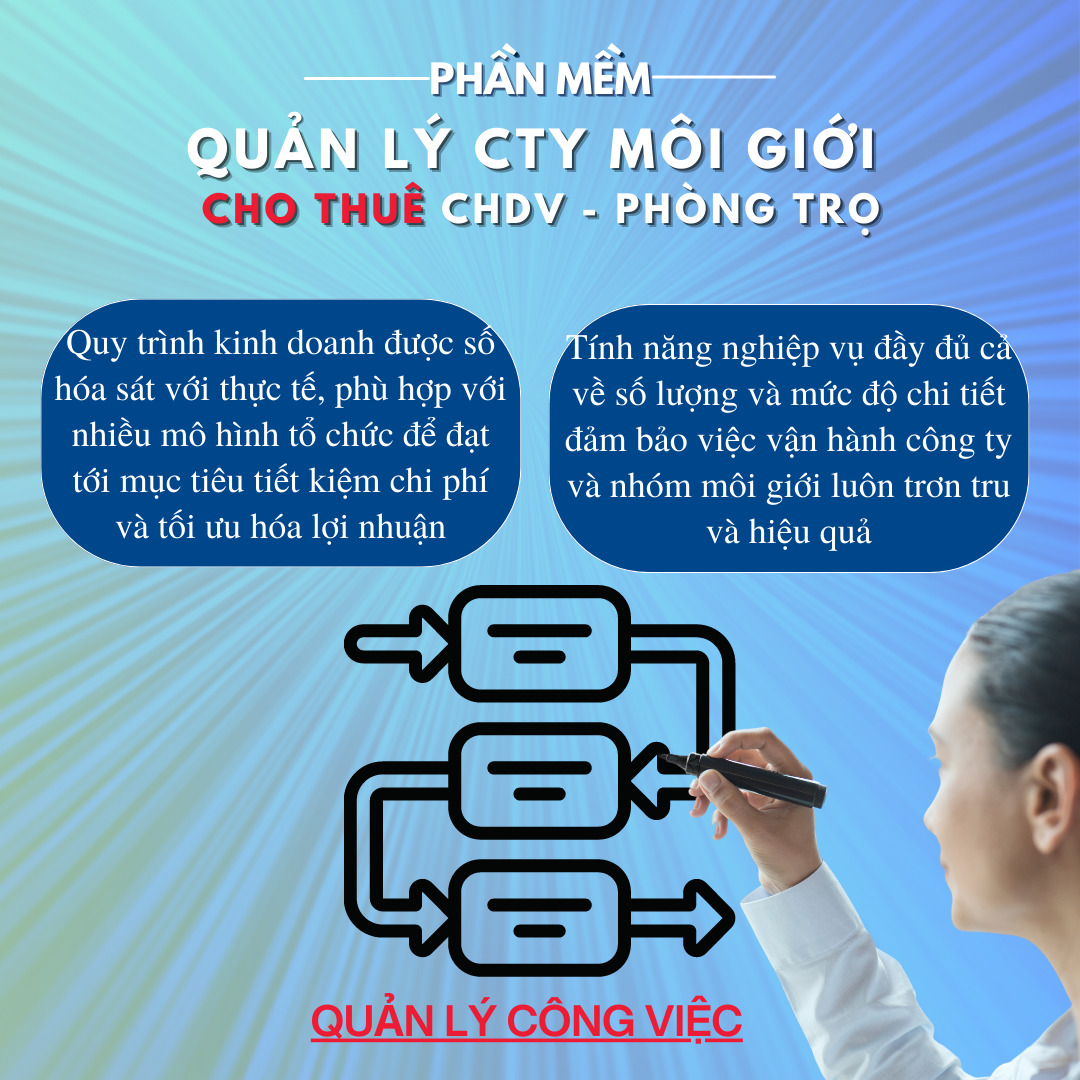 PHẦN MỀM
QUẢN LÝ CTY MÔI GIỚI
CHO THUÊ CHDV - PHÒNG TRỌ
Quy trình kinh doanh được số
hóa sát với thực tế, phù hợp với
nhiều mô hình tổ chức để đạt
tới mục tiêu tiết kiệm chi phí
và tối ưu hóa lợi nhuận
Tính năng nghiệp vụ đầy đủ cả
về số lượng và mức độ chi tiết
đảm bảo việc vận hành công ty
và nhóm môi giới luôn trơn tru
và hiệu quả
QUẢN LÝ CÔNG VIỆC